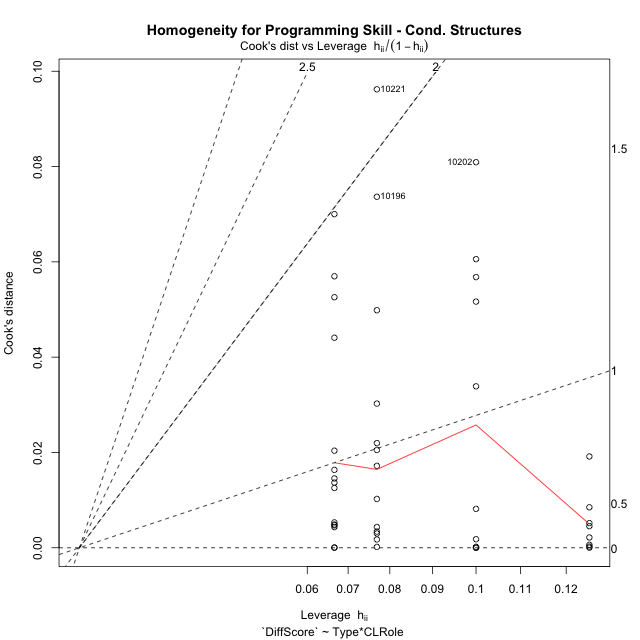 Homogeneity for Programming Skill - Cond. Structures
Cook's dist vs Leverage hii/(1 − hii)
2.5
2
10221
10202
10196
1.5
1
0.5
0
0.10
0.08
0.06
0.04
0.02
0.00
Cook's distance
0.06 0.07 0.08 0.09 0.1 0.11 0.12
Leverage hii
`DiffScore` ~ Type*CLRole